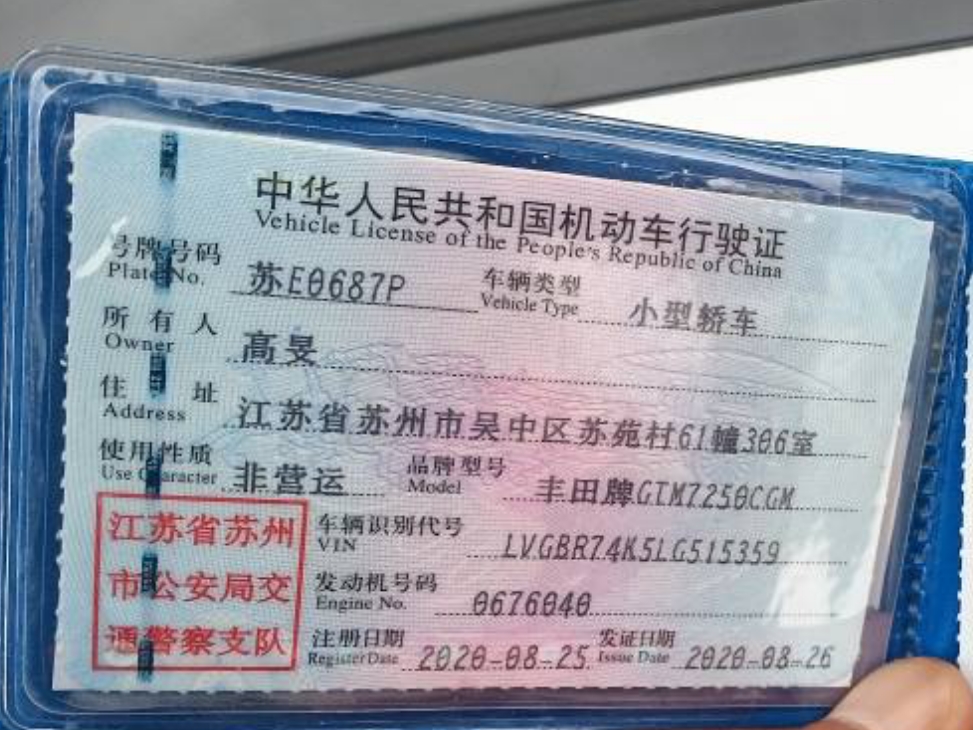 中华人民共和国机动车行驶证
Vehicle License of the People's Republic of China
号牌号码 苏E0687P 车辆类型 小型轿车
Plate No. Vehicle Type
所有人 高旻
Owner
住址 江苏省苏州市吴中区苏苑村61幢306室
Address
使用性质 非营运 品牌型号 丰田牌GTM7250CGM
Use Character Model
江苏省苏州
市公安局交
通警察支队
车辆识别代号 LVGBR74K5LG515359
VIN
发动机号码 0676040
Engine No.
注册日期 2020-08-25 发证日期 2020-08-26
Register Date Issue Date